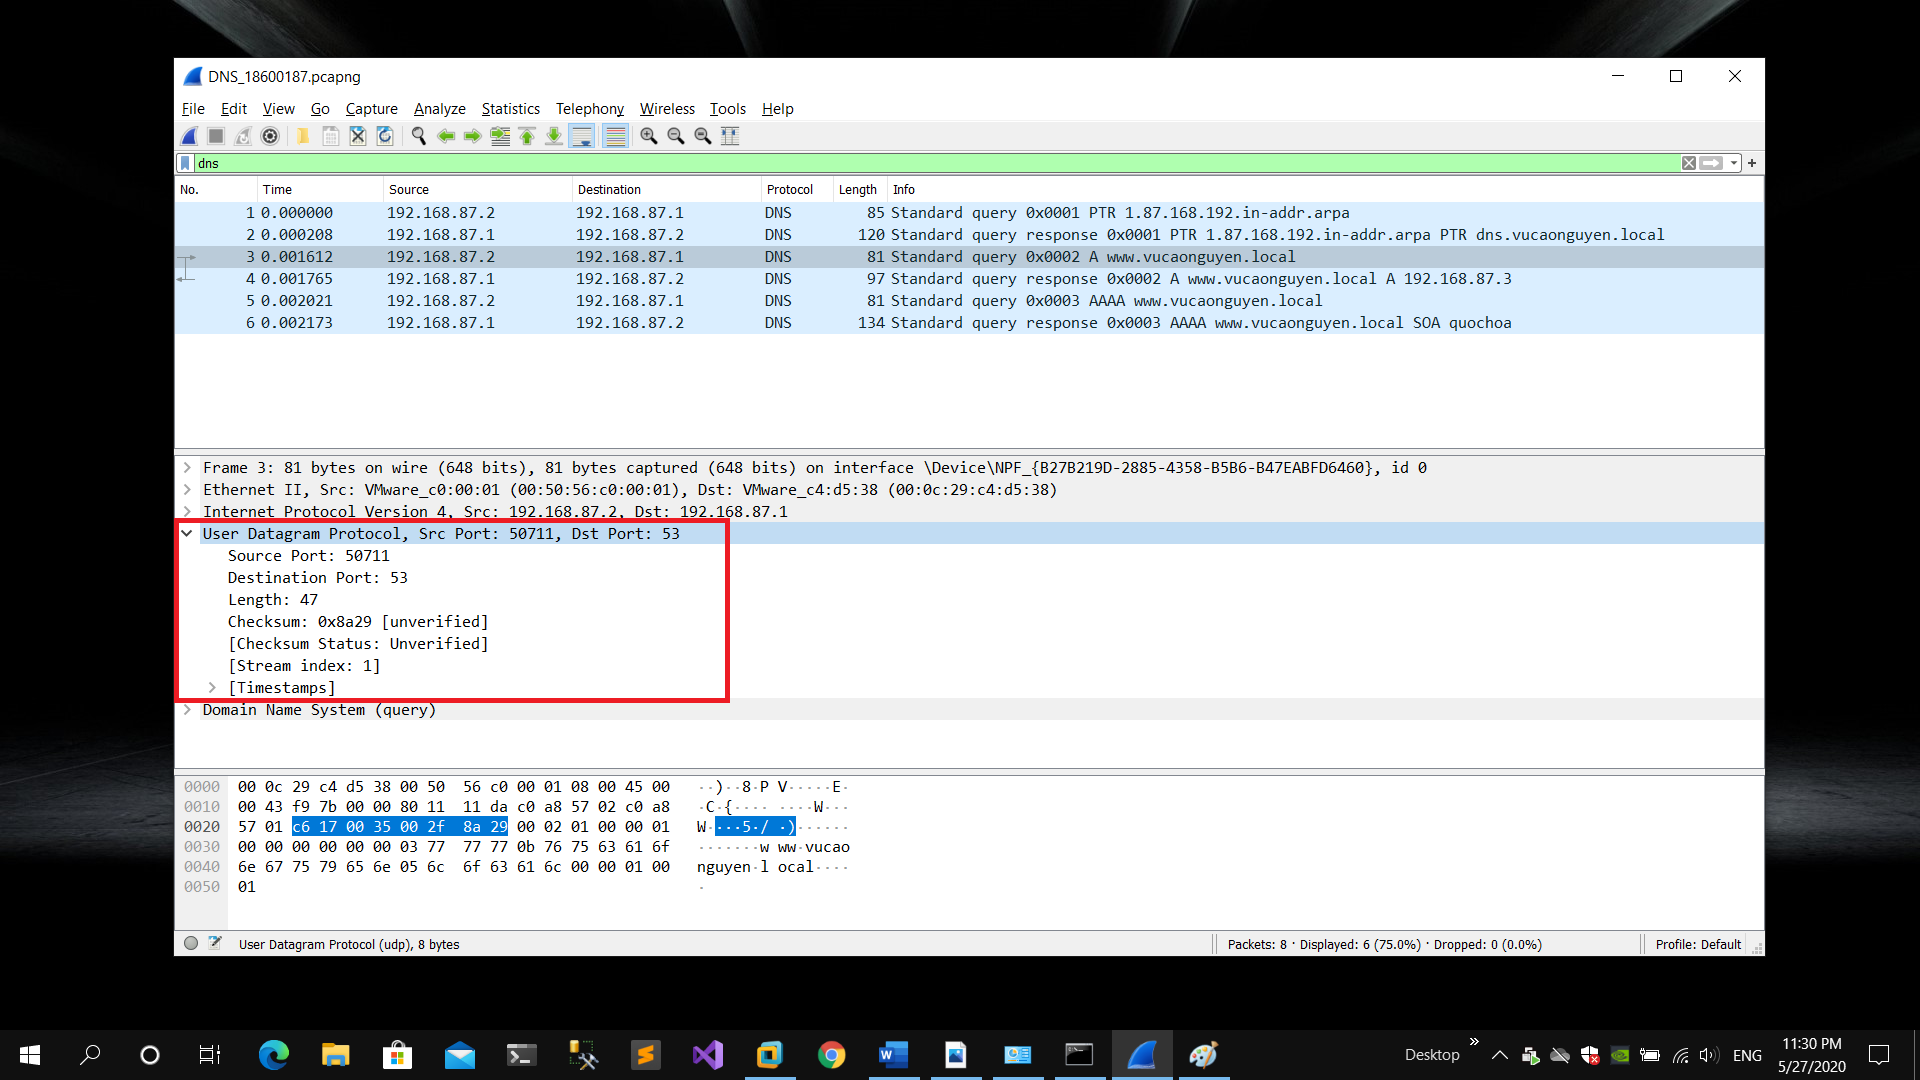 DNS_18600187.pcapng
File Edit View Go Capture Analyze Statistics Telephony Wireless Tools Help
dns
No. Time Source Destination Protocol Length Info
1 0.000000 192.168.87.2 192.168.87.1 DNS 85 Standard query 0x0001 PTR 1.87.168.192.in-addr.arpa
2 0.000208 192.168.87.1 192.168.87.2 DNS 120 Standard query response 0x0001 PTR 1.87.168.192.in-addr.arpa PTR dns.vucaonguyen.local
3 0.001612 192.168.87.2 192.168.87.1 DNS 81 Standard query 0x0002 A www.vucaonguyen.local
4 0.001765 192.168.87.1 192.168.87.2 DNS 97 Standard query response 0x0002 A www.vucaonguyen.local A 192.168.87.3
5 0.002021 192.168.87.2 192.168.87.1 DNS 81 Standard query 0x0003 AAAA www.vucaonguyen.local
6 0.002173 192.168.87.1 192.168.87.2 DNS 134 Standard query response 0x0003 AAAA www.vucaonguyen.local SOA quochoa
Frame 3: 81 bytes on wire (648 bits), 81 bytes captured (648 bits) on interface \Device\NPF_{B27B219D-2885-4358-B5B6-B47EABFD6460}, id 0
Ethernet II, Src: VMware_c0:00:01 (00:50:56:c0:00:01), Dst: VMware_c4:d5:38 (00:0c:29:c4:d5:38)
Internet Protocol Version 4, Src: 192.168.87.2, Dst: 192.168.87.1
User Datagram Protocol, Src Port: 50711, Dst Port: 53
Source Port: 50711
Destination Port: 53
Length: 47
Checksum: 0x8a29 [unverified]
[Checksum Status: Unverified]
[Stream index: 1]
[Timestamps]
Domain Name System (query)
0000 00 0c 29 c4 d5 38 00 50 56 c0 00 01 08 00 45 00 ··)··8·P V·····E·
0010 00 43 f9 7b 00 00 80 11 11 da c0 a8 57 02 c0 a8 ·C·{···· ····W···
0020 57 01 c6 17 00 35 00 2f 8a 29 00 02 01 00 00 01 W····5·/ ·)······
0030 00 00 00 00 00 00 03 77 77 77 0b 76 75 63 61 6f ·······w ww·vucao
0040 6e 67 75 79 65 6e 05 6c 6f 63 61 6c 00 00 01 00 nguyen·l ocal····
0050 01 ·
User Datagram Protocol (udp), 8 bytes Packets: 8 · Displayed: 6 (75.0%) · Dropped: 0 (0.0%) Profile: Default
Desktop ENG 11:30 PM
5/27/2020